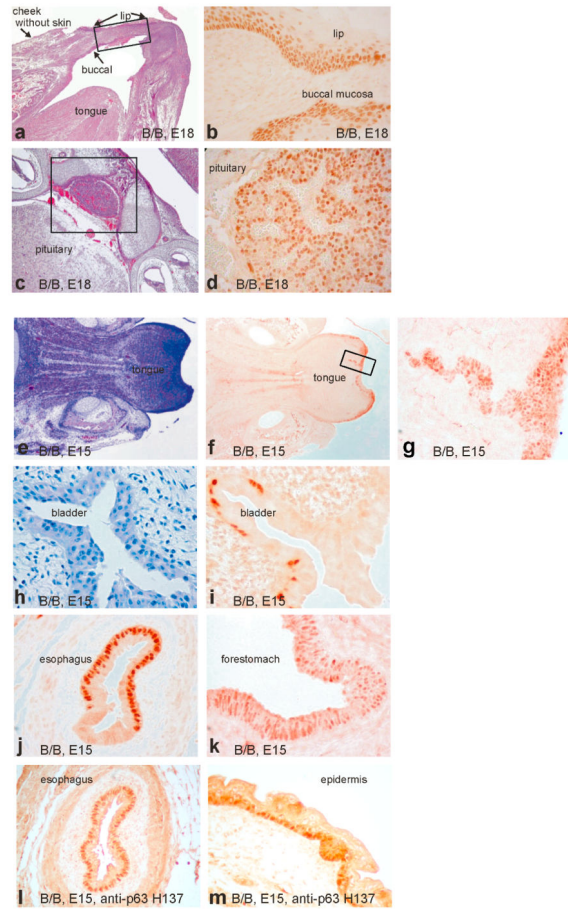 cheek
without skin
lip
buccal
tongue
a B/B, E18
lip
buccal mucosa
b B/B, E18
pituitary
c B/B, E18
pituitary
d B/B, E18
tongue
e B/B, E15
tongue
f B/B, E15
g B/B, E15
bladder
h B/B, E15
bladder
i B/B, E15
esophagus
j B/B, E15
forestomach
k B/B, E15
esophagus
l B/B, E15, anti-p63 H137
epidermis
m B/B, E15, anti-p63 H137